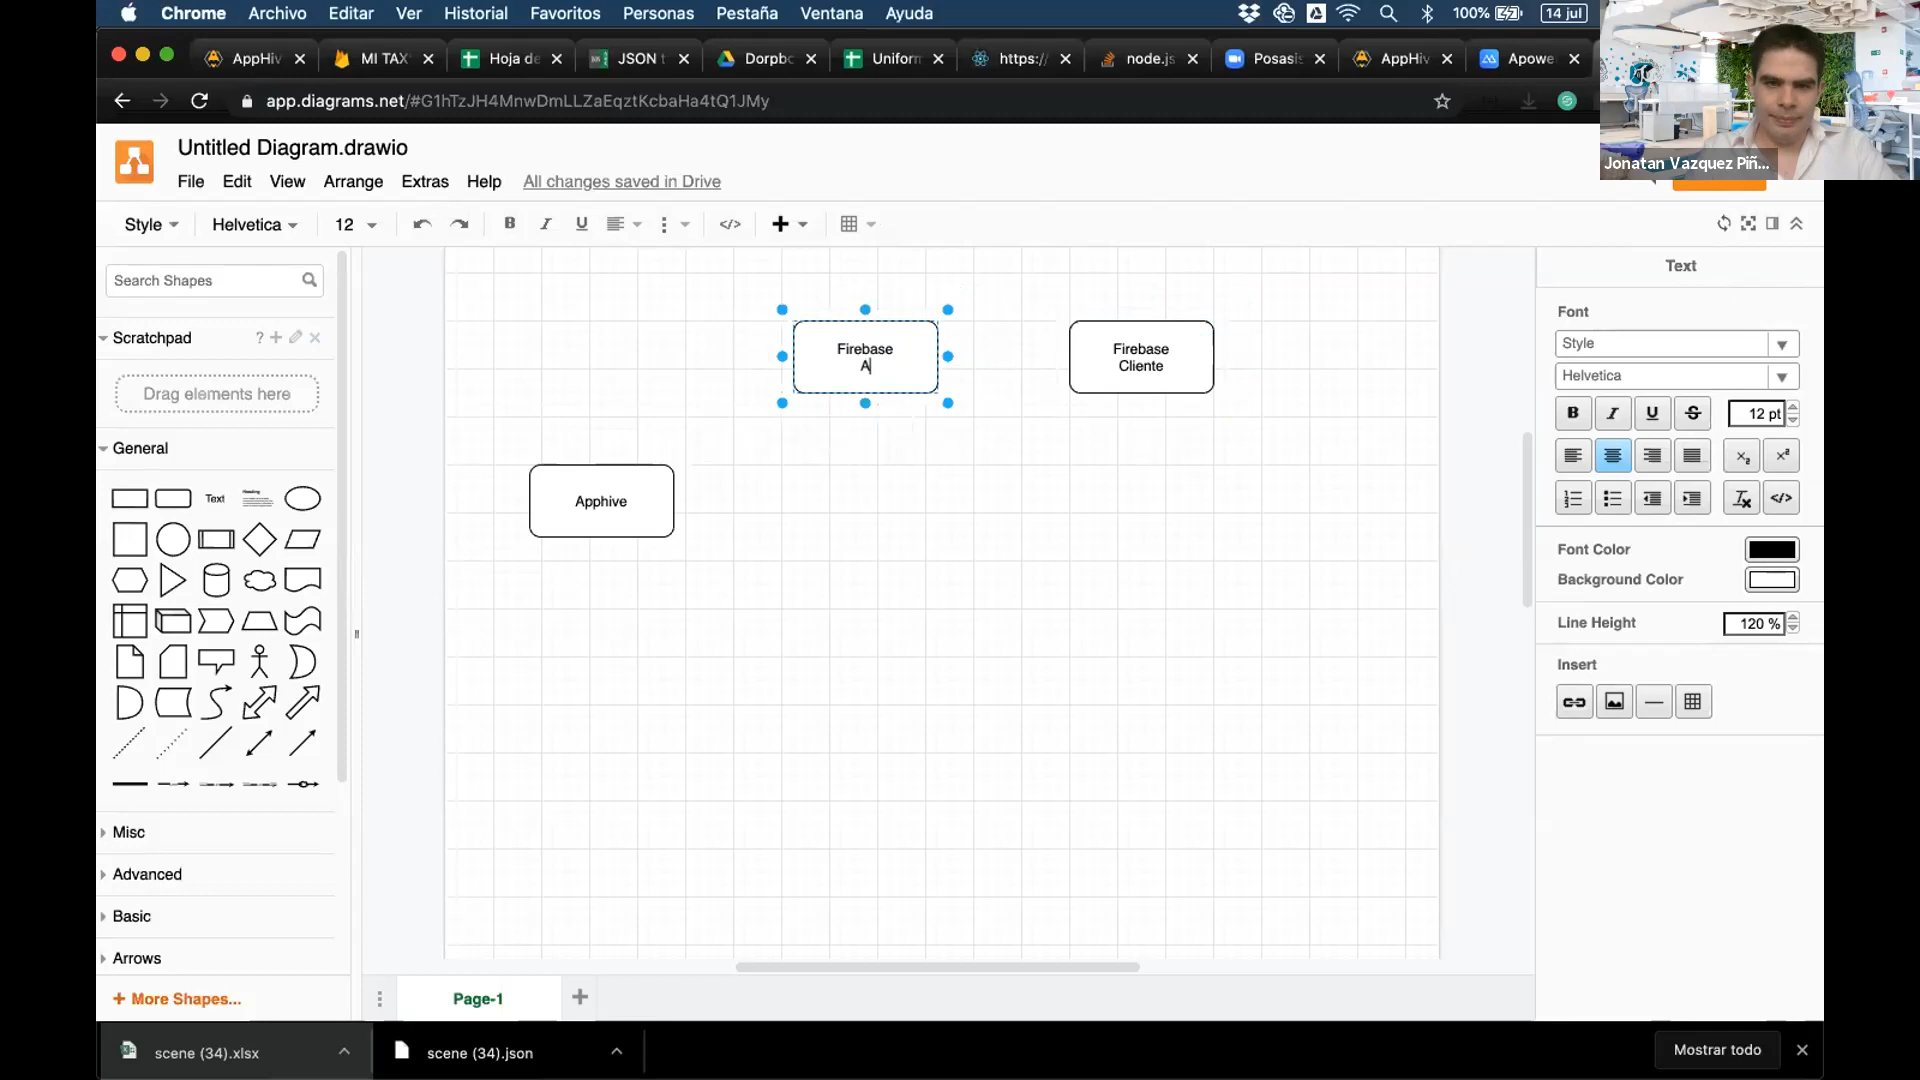 Chrome Archivo Editar Ver Historial Favoritos Personas Pestaña Ventana Ayuda 100% 14 jul
AppHiv MI TAX Hoja de JSON t Dorpb Uniform https:/ node.js Posasis AppHiv Apowe
app.diagrams.net/#G1hTzJH4MnwDmLLZaEqztKcbaHa4tQ1JMy
Jonatan Vazquez Piñ...
Untitled Diagram.drawio
File Edit View Arrange Extras Help All changes saved in Drive
Style Helvetica 12 B I U
Search Shapes
Scratchpad
Drag elements here
General
Text
Heading
Misc
Advanced
Basic
Arrows
+ More Shapes...
Firebase
A
Firebase
Cliente
Apphive
Page-1
Text
Font
Style
Helvetica
B I U S 12 pt
Font Color
Background Color
Line Height 120 %
Insert
scene (34).xlsx scene (34).json Mostrar todo